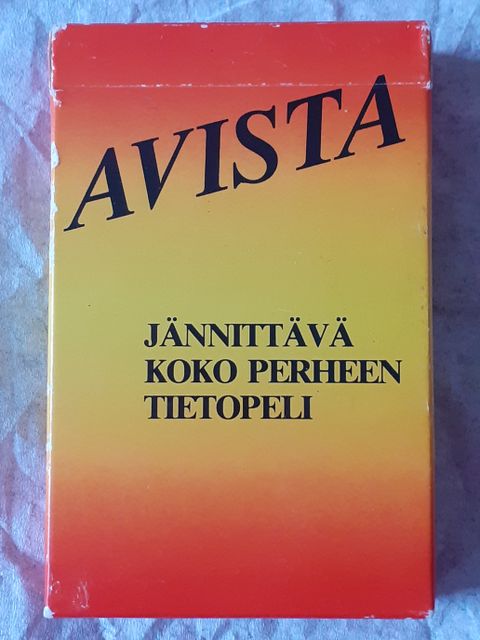 AVISTA
JÄNNITTÄVÄ
KOKO PERHEEN
TIETOPELI